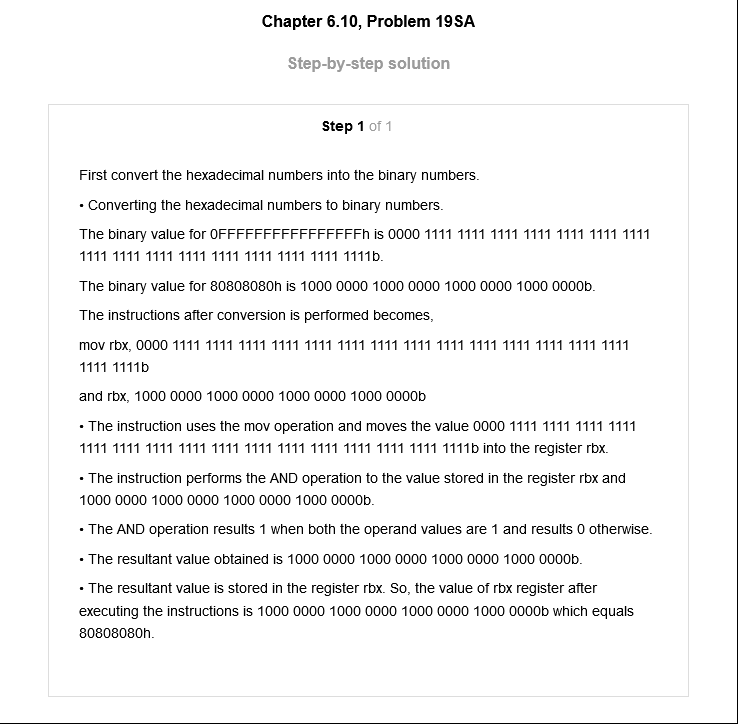 Chapter 6.10, Problem 19SA
Step-by-step solution
Step 1 of 1
First convert the hexadecimal numbers into the binary numbers.
• Converting the hexadecimal numbers to binary numbers.
The binary value for 0FFFFFFFFFFFFFFFFh is 0000 1111 1111 1111 1111 1111 1111 1111
1111 1111 1111 1111 1111 1111 1111 1111 1111b.
The binary value for 80808080h is 1000 0000 1000 0000 1000 0000 1000 0000b.
The instructions after conversion is performed becomes,
mov rbx, 0000 1111 1111 1111 1111 1111 1111 1111 1111 1111 1111 1111 1111 1111 1111
1111 1111b
and rbx, 1000 0000 1000 0000 1000 0000 1000 0000b
• The instruction uses the mov operation and moves the value 0000 1111 1111 1111 1111
1111 1111 1111 1111 1111 1111 1111 1111 1111 1111 1111 1111b into the register rbx.
• The instruction performs the AND operation to the value stored in the register rbx and
1000 0000 1000 0000 1000 0000 1000 0000b.
• The AND operation results 1 when both the operand values are 1 and results 0 otherwise.
• The resultant value obtained is 1000 0000 1000 0000 1000 0000 1000 0000b.
• The resultant value is stored in the register rbx. So, the value of rbx register after
executing the instructions is 1000 0000 1000 0000 1000 0000 1000 0000b which equals
80808080h.